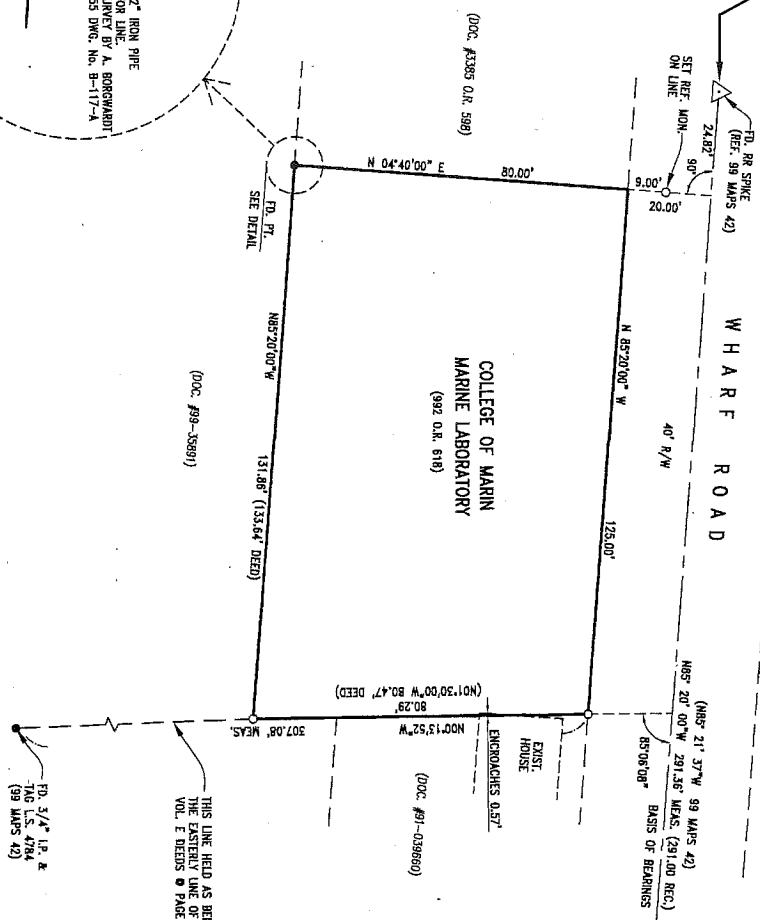 FD. RR SPIKE
(REF. 99 MAPS 42)
SET REF. MON.
ON LINE
24.82'
90°
9.00'
20.00'
WHARF ROAD
40' R/W
(N85° 21' 37"W 99 MAPS 42)
N85° 20' 00"W 291.36' MEAS. (291.00 REC.)
BASIS OF BEARINGS
85°06'08"
(DOC. #3385 O.R. 598)
N 04°40'00" E 80.00'
N 85°20'00" W 125.00'
COLLEGE OF MARIN
MARINE LABORATORY
(992 O.R. 618)
2" IRON PIPE
OR LINE.
RVEY BY A. BORGWARDT
55 DWG. No. B-117-A
FD. PT.
SEE DETAIL
N85°20'00"W 131.86' (133.64' DEED)
(DOC. #99-35891)
(N01°30'00"W 80.47' DEED)
80.29'
N00°13'52"W
307.08' MEAS.
EXIST.
HOUSE
ENCROACHES 0.57'
(DOC. #91-039660)
THIS LINE HELD AS
THE EASTERLY LINE OF
VOL. E DEEDS @ PAGE
FD. 3/4" I.P. &
TAG L.S. 4784
(99 MAPS 42)